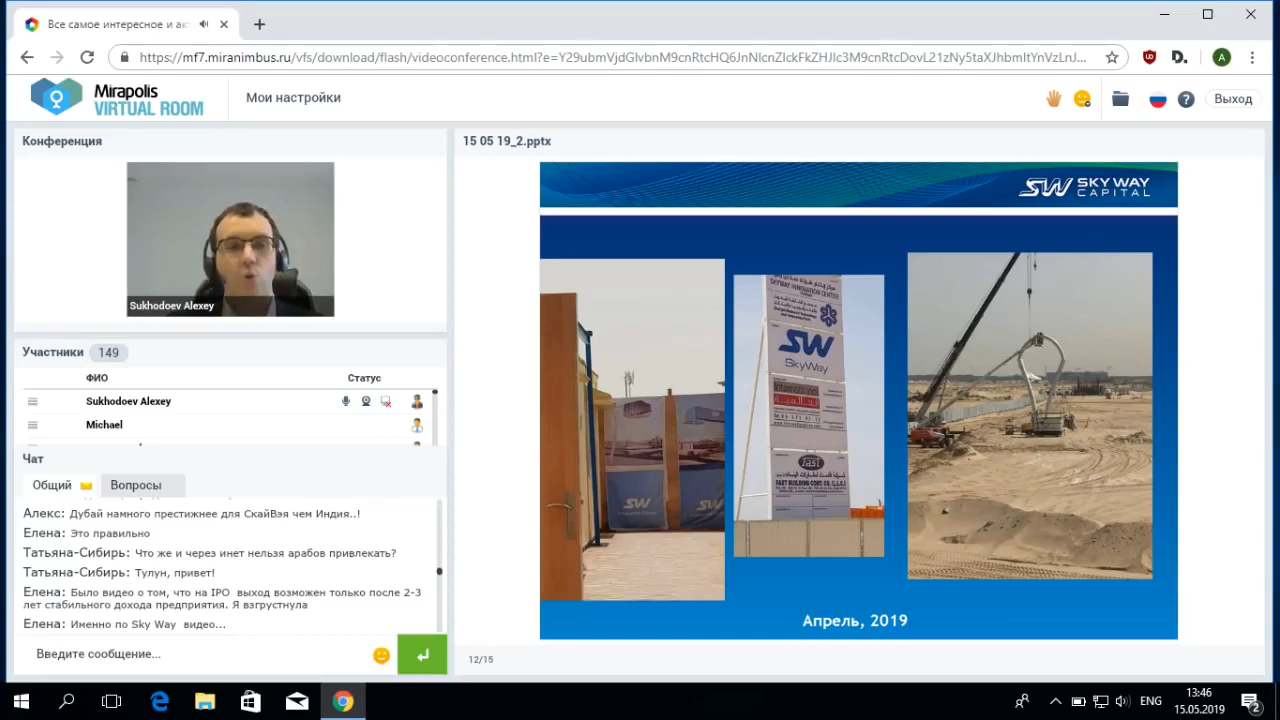 Все самое интересное и ак
https://mf7.miranimbus.ru/vfs/download/flash/videoconference.html?e=Y29ubmVjdGlvbnM9cnRtcHQ6JnNlcnZlckFkZHJlc3M9cnRtcDovL21zNy5taXJhbmltYnVzLnJ...
Mirapolis
VIRTUAL ROOM
Мои настройки
Выход
Конференция
15 05 19_2.pptx
Sukhodoev Alexey
SW SKY WAY
CAPITAL
SKYWAY INNOVATION CENTER
SW
SkyWay
FAST BUILDING CONT. CO. (L.L.C.)
SW
SW
Апрель, 2019
Участники 149
ФИО Статус
Sukhodoev Alexey
Michael
Чат
Общий Вопросы
Алекс: Дубай намного престижнее для СкайВэя чем Индия..!
Елена: Это правильно
Татьяна-Сибирь: Что же и через инет нельзя арабов привлекать?
Татьяна-Сибирь: Тулун, привет!
Елена: Было видео о том, что на IPO выход возможен только после 2-3
лет стабильного дохода предприятия. Я взгрустнула
Елена: Именно по Sky Way видео...
Введите сообщение...
12/15
ENG
13:46
15.05.2019
2